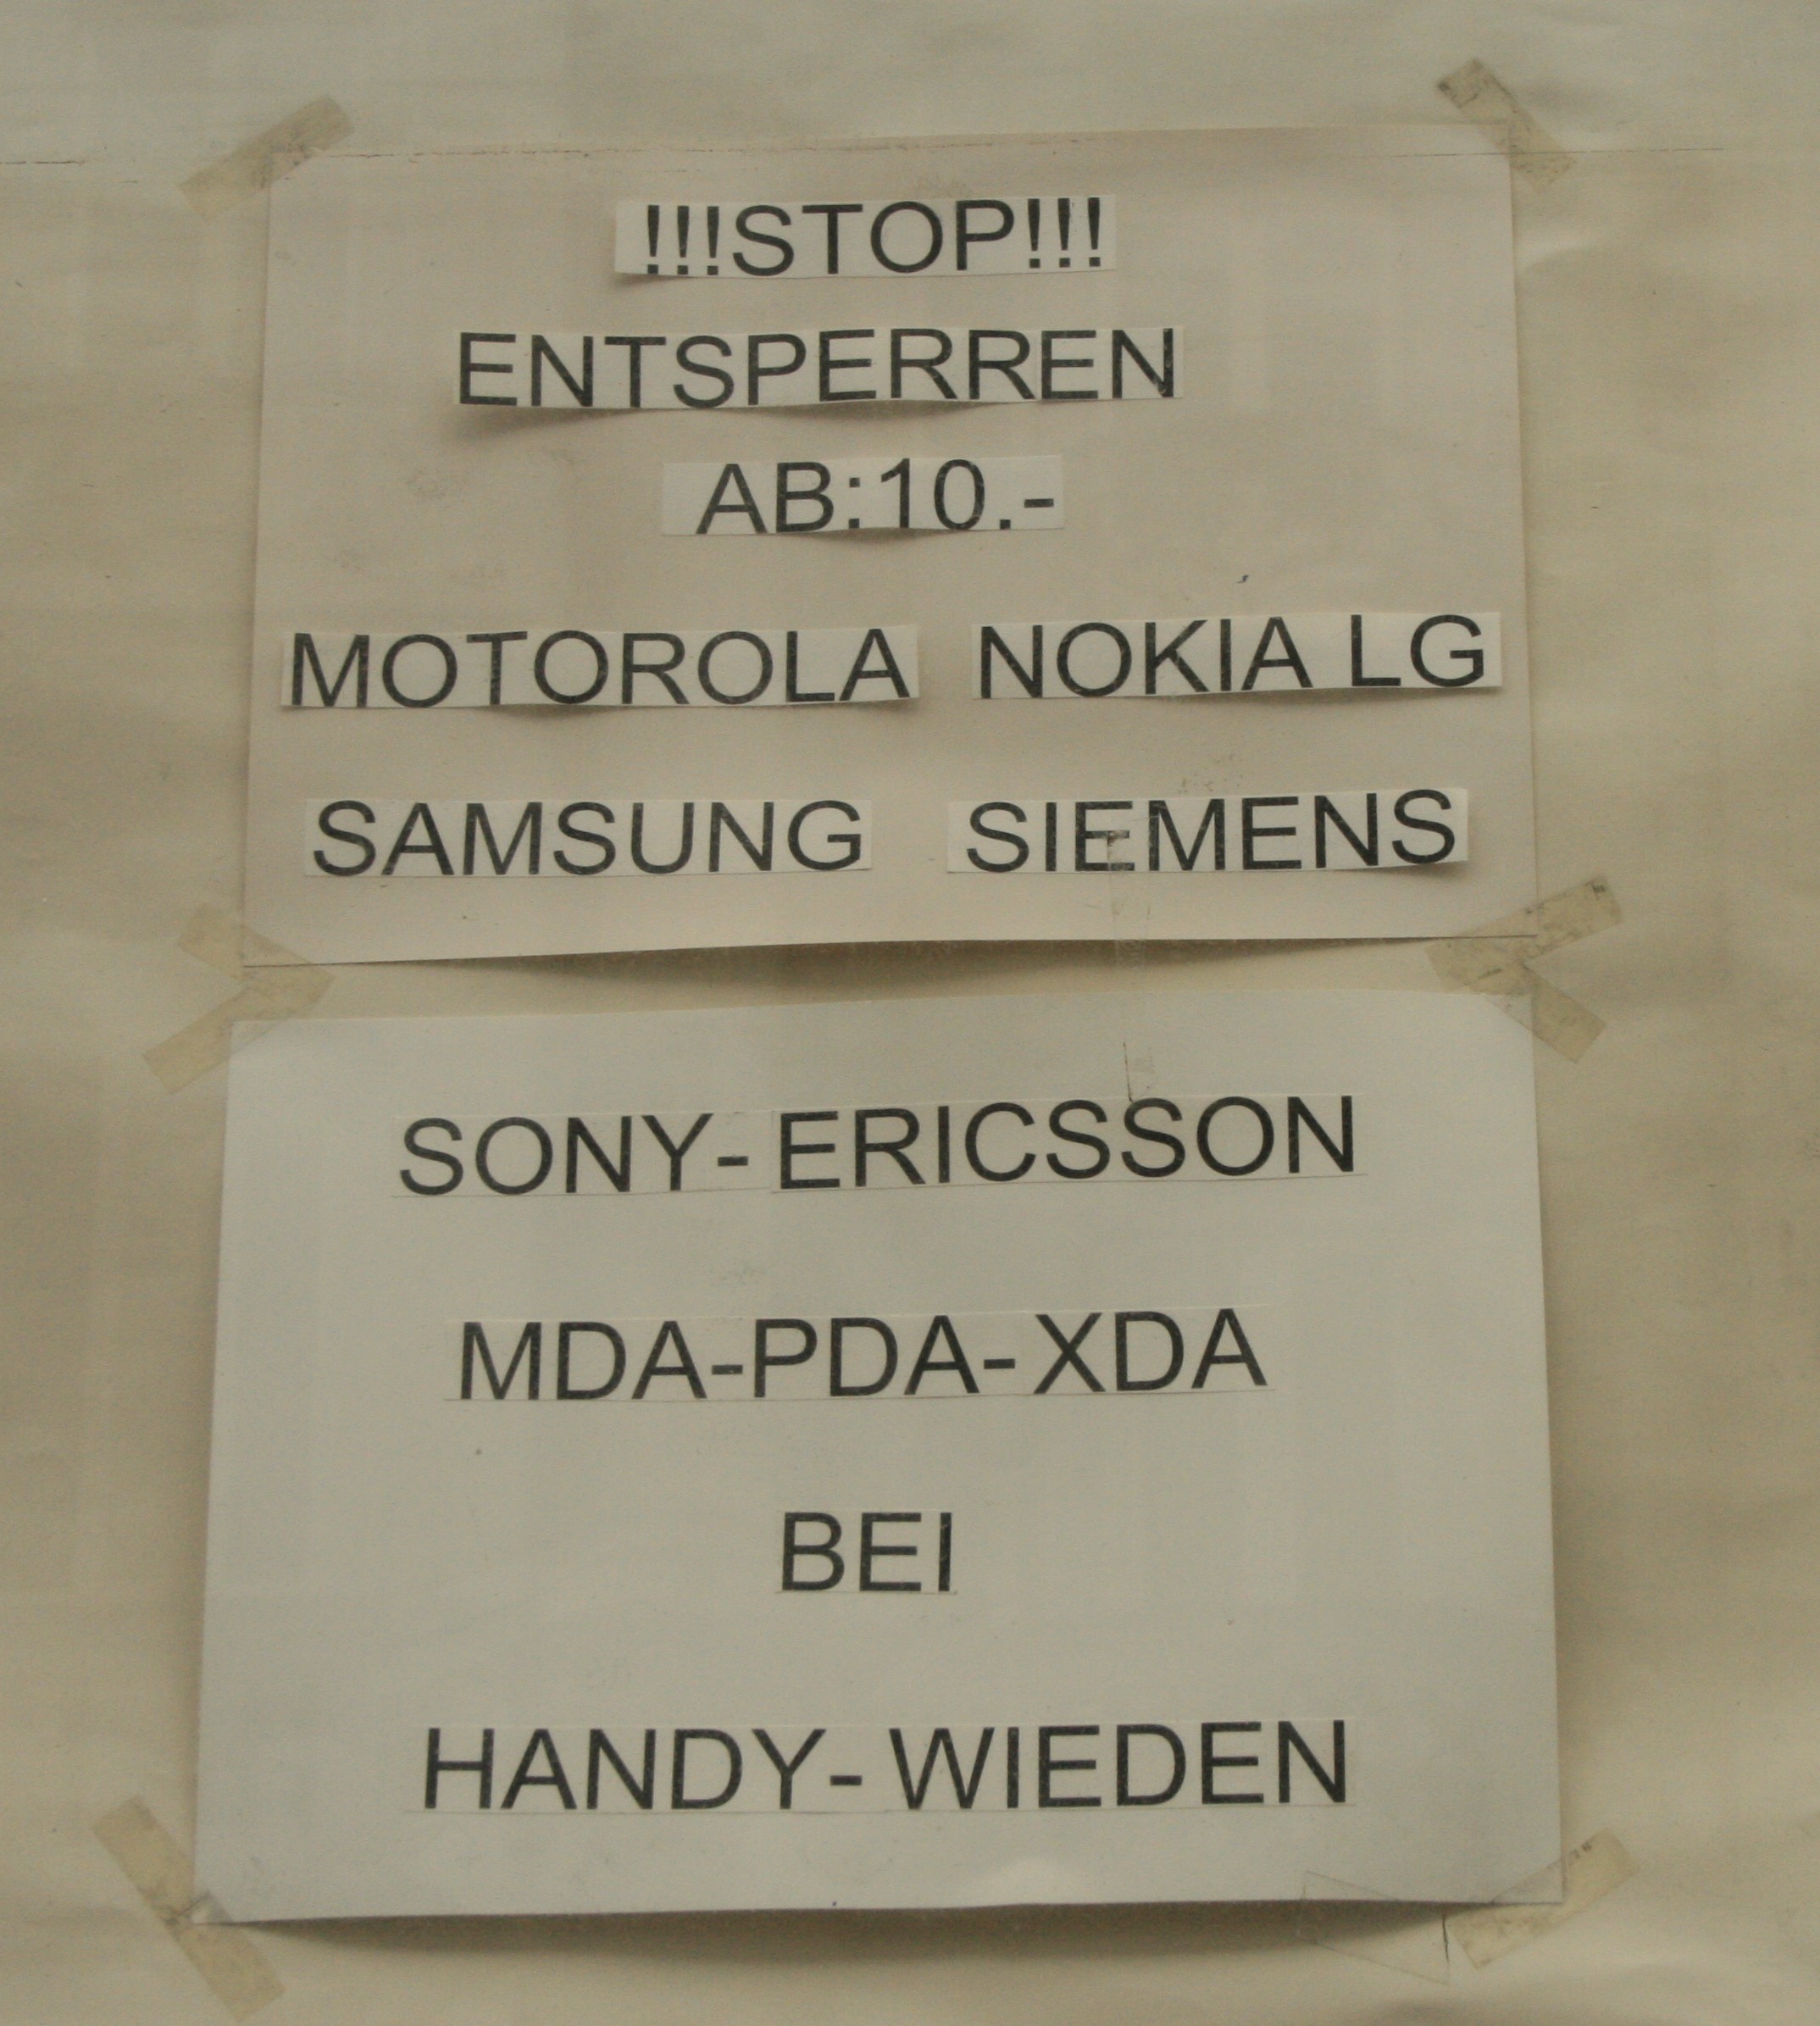 !!!STOP!!!
ENTSPERREN
AB:10.-
MOTOROLA NOKIA LG
SAMSUNG SIEMENS
SONY-ERICSSON
MDA-PDA-XDA
BEI
HANDY-WIEDEN